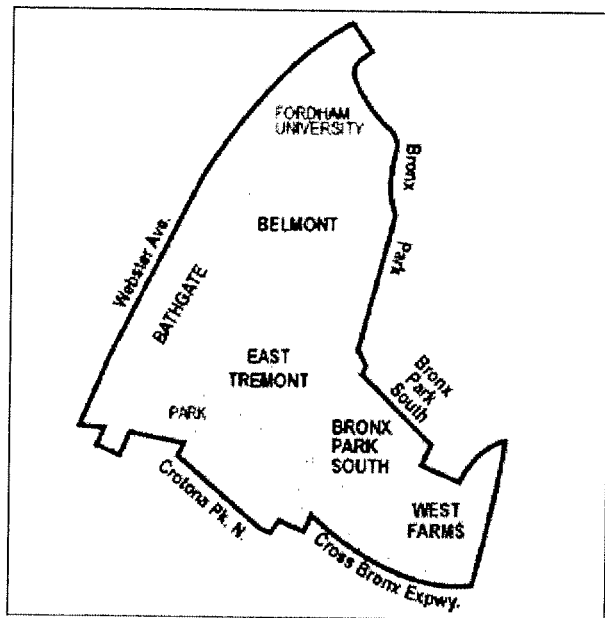 FORDHAM
UNIVERSITY
Bronx
Park
BELMONT
Webster Ave.
BATHGATE
EAST
TREMONT
PARK
Bronx
Park
South
BRONX
PARK
SOUTH
WEST
FARMS
Crotona Pk. N.
Cross Bronx Expwy.